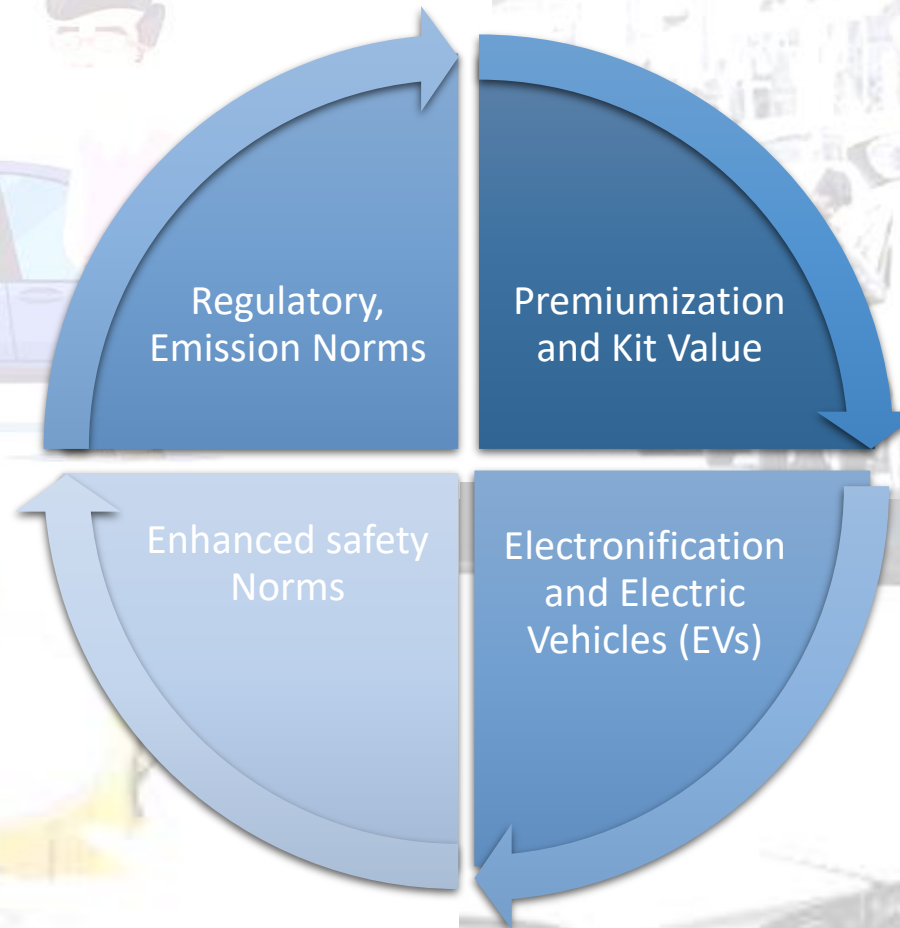 Regulatory,
Emission Norms
Premiumization
and Kit Value
Enhanced safety
Norms
Electronification
and Electric
Vehicles (EVs)